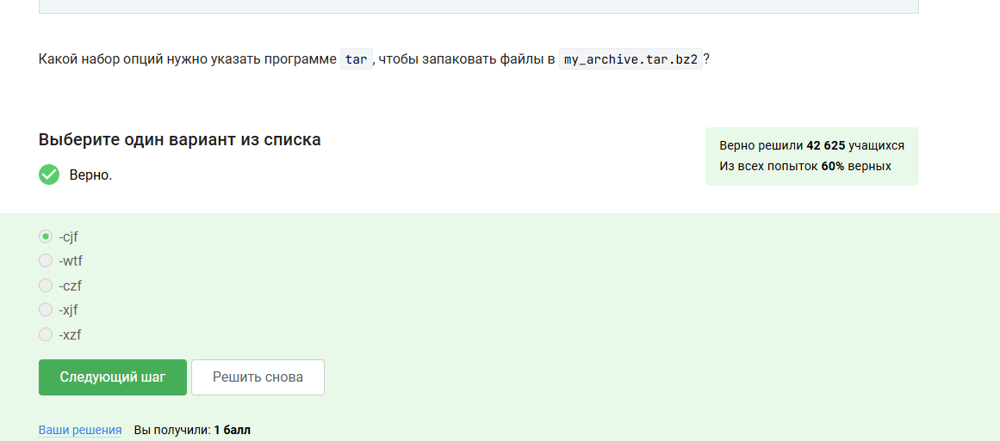 Какой набор опций нужно указать программе tar, чтобы запаковать файлы в my_archive.tar.bz2?
Выберите один вариант из списка
Верно.
Верно решили 42 625 учащихся
Из всех попыток 60% верных
-cjf
-wtf
-czf
-xjf
-xzf
Следующий шаг
Решить снова
Ваши решения Вы получили: 1 балл